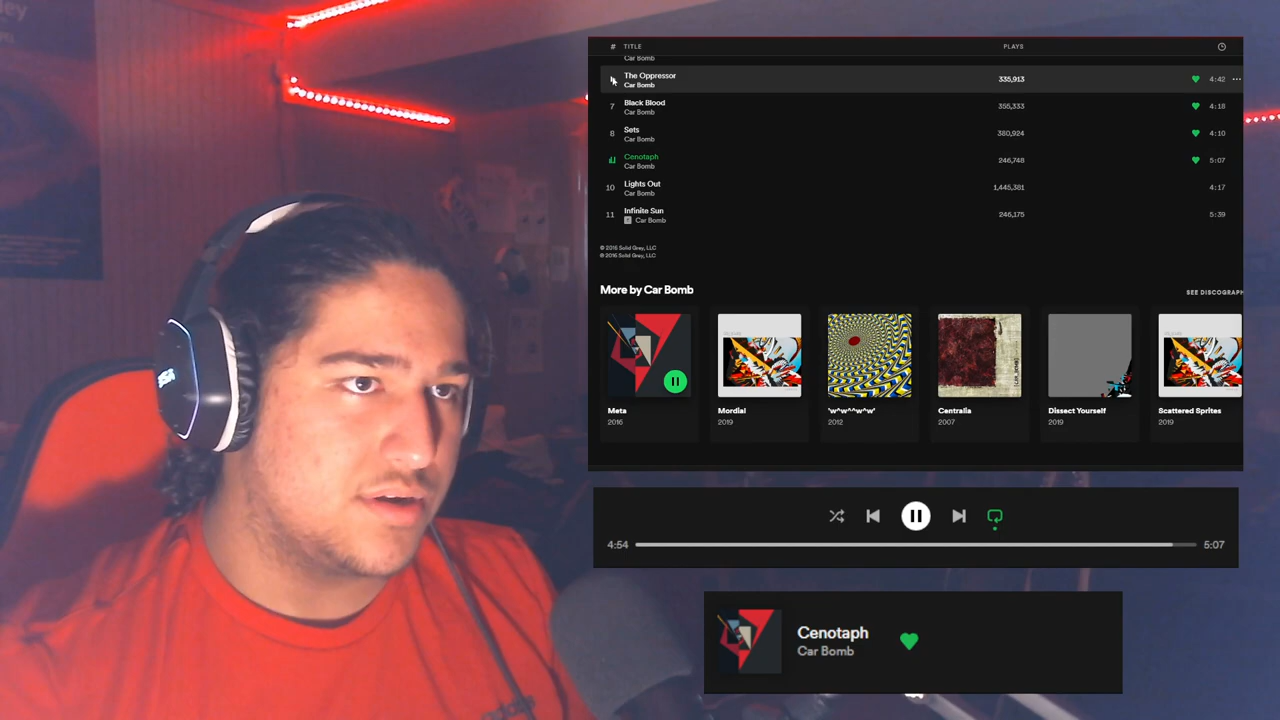 # TITLE PLAYS
Car Bomb
The Oppressor 335,913 4:42
Car Bomb
7 Black Blood 355,333 4:18
Car Bomb
8 Sets 380,924 4:10
Car Bomb
Cenotaph 246,748 5:07
Car Bomb
10 Lights Out 1,445,381 4:17
Car Bomb
11 Infinite Sun 246,175 5:39
Car Bomb
© 2016 Solid Grey, LLC
℗ 2016 Solid Grey, LLC
More by Car Bomb SEE DISCOGRAPH
Meta Mordial 'w^w^^w^w' Centralia Dissect Yourself Scattered Sprites
2016 2019 2012 2007 2019 2019
4:54 5:07
Cenotaph
Car Bomb